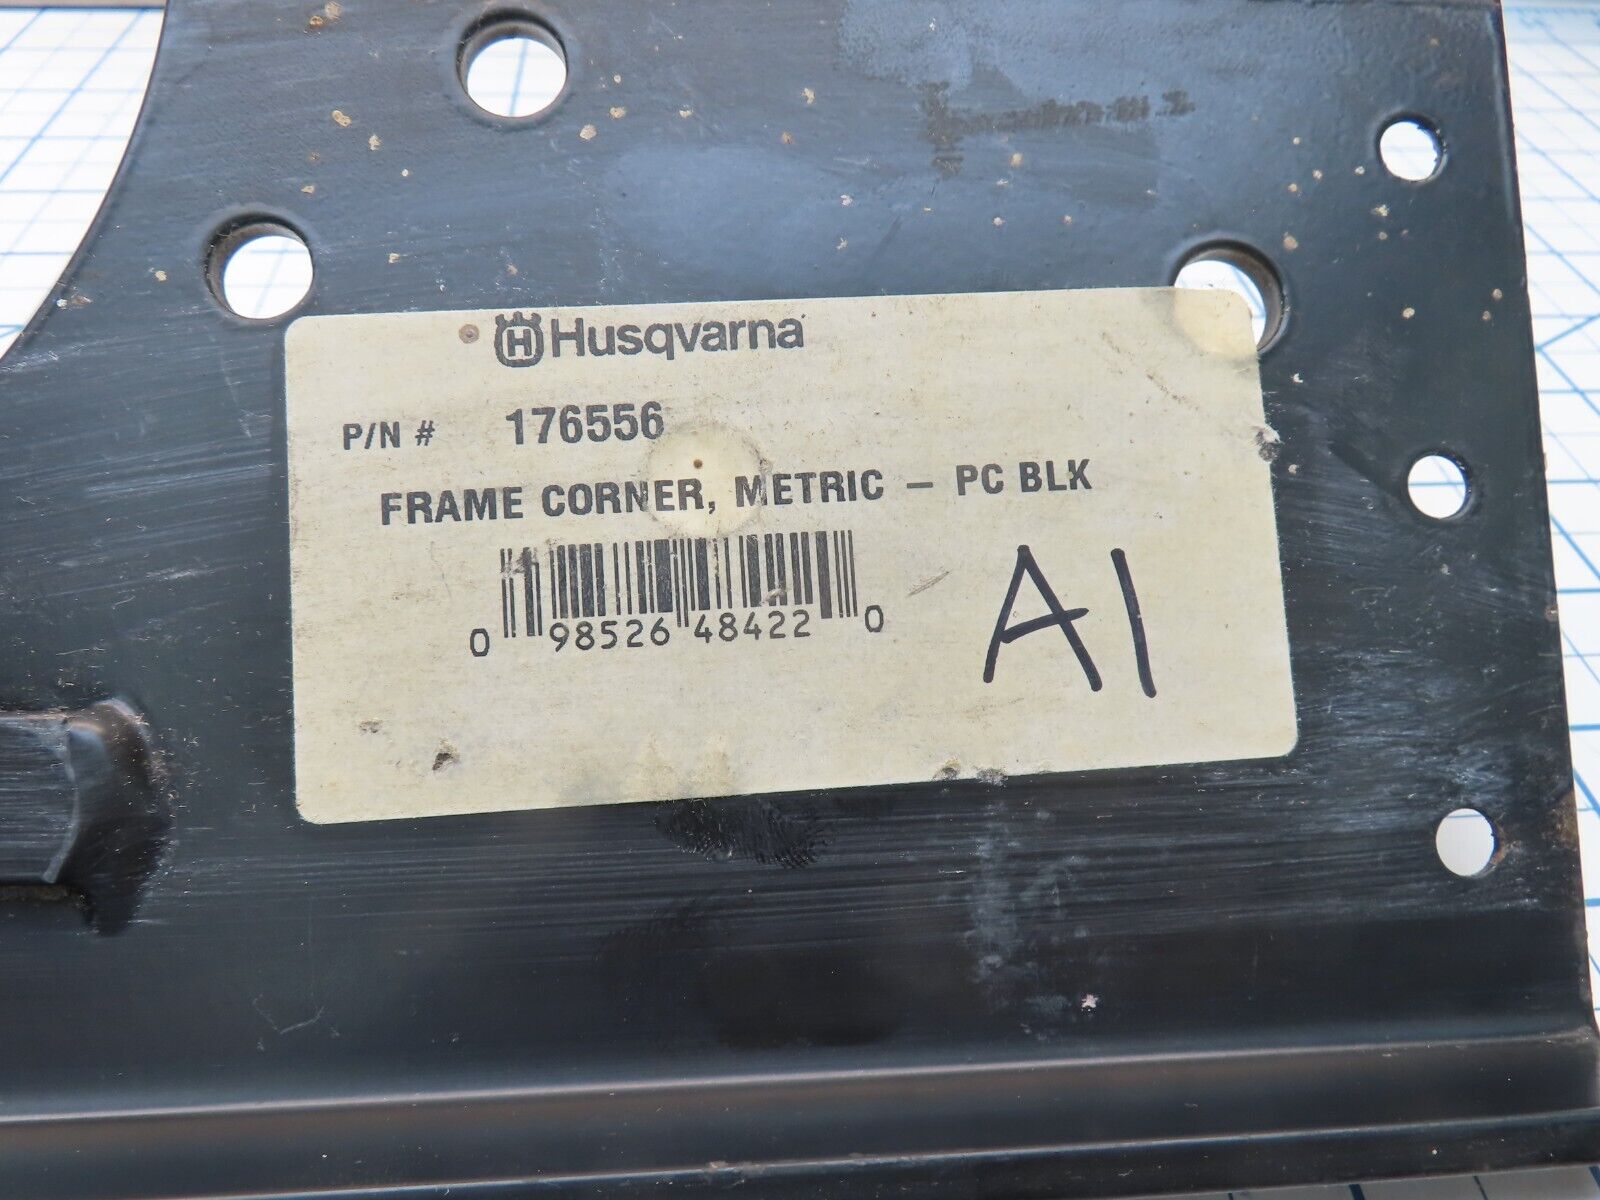 Husqvarna
P/N # 176556
FRAME CORNER, METRIC – PC BLK
0 98526 48422 0
A1